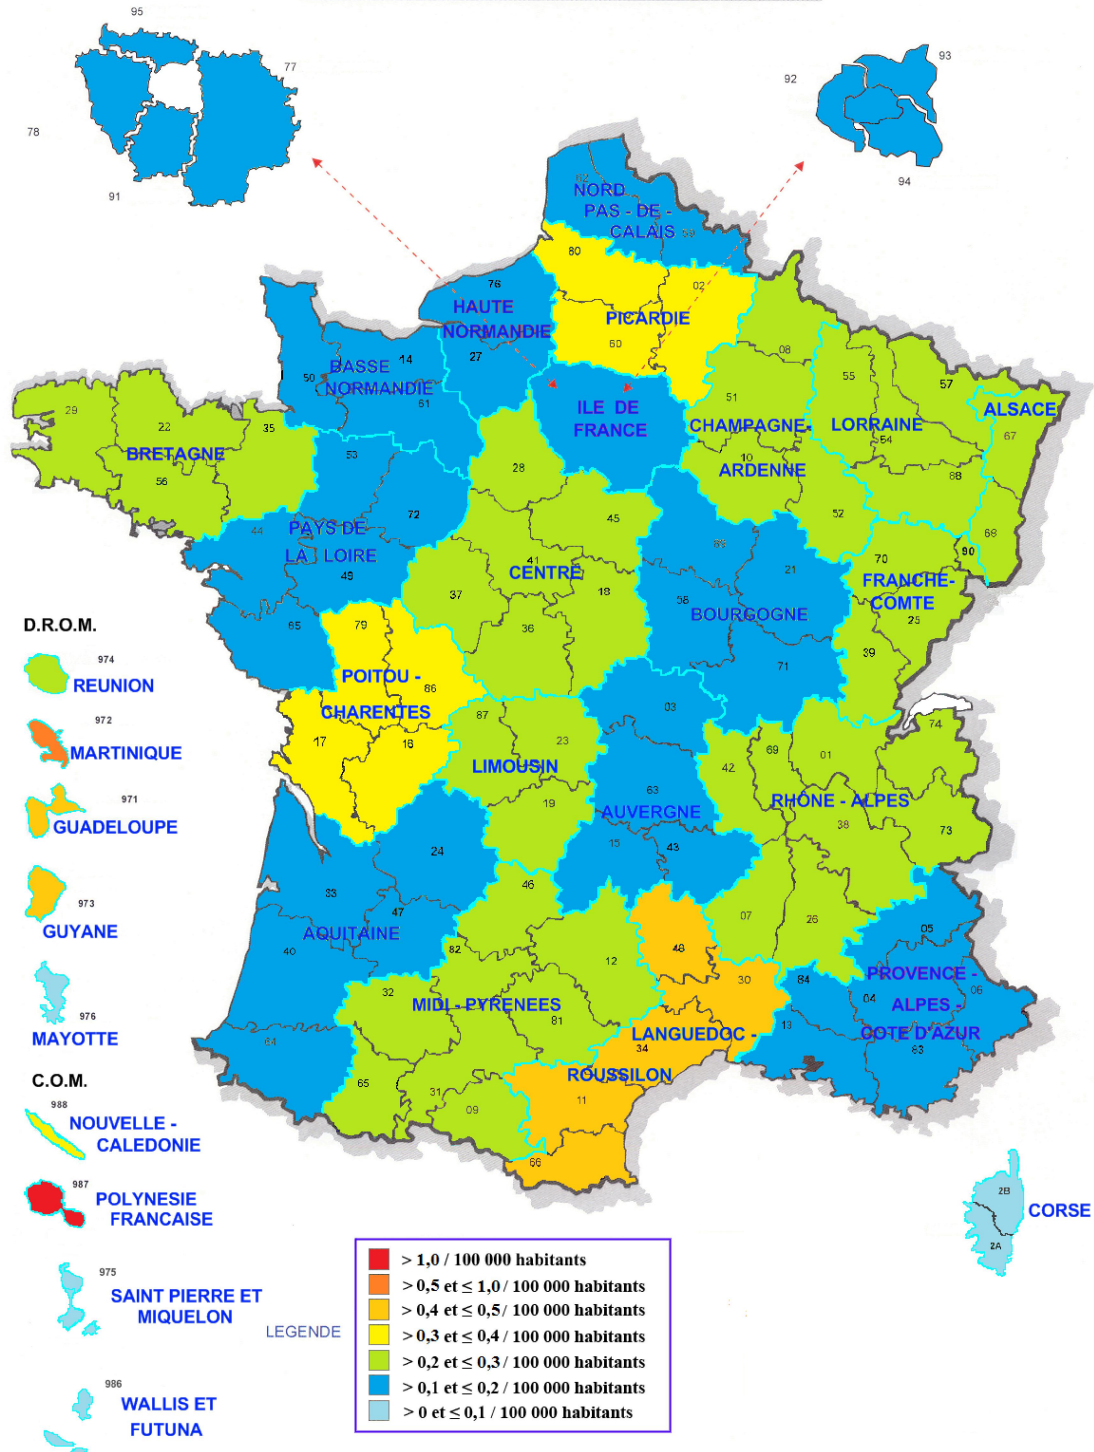 95
77
78
91
92
93
94
62
NORD
PAS - DE -
CALAIS
59
80
02
PICARDIE
60
76
HAUTE
NORMANDIE
27
14
50
BASSE
NORMANDIE
61
ILE DE
FRANCE
08
51
CHAMPAGNE-
10
ARDENNE
52
55
57
LORRAINE
54
88
ALSACE
67
68
29
22
35
BRETAGNE
56
53
72
44
PAYS DE
LA LOIRE
49
85
28
45
41
CENTRE
37
18
36
89
21
58
BOURGOGNE
71
70
90
FRANCHE-
COMTE
25
39
D.R.O.M.
974
REUNION
972
MARTINIQUE
971
GUADELOUPE
973
GUYANE
976
MAYOTTE
C.O.M.
988
NOUVELLE -
CALEDONIE
987
POLYNESIE
FRANCAISE
975
SAINT PIERRE ET
MIQUELON
986
WALLIS ET
FUTUNA
79
POITOU -
86
CHARENTES
17
16
87
23
LIMOUSIN
19
03
63
AUVERGNE
15
43
74
69
01
42
RHÔNE - ALPES
38
73
07
26
24
33
47
AQUITAINE
40
64
46
82
12
32
MIDI - PYRENEES
81
65
31
09
48
30
LANGUEDOC -
34
ROUSSILON
11
66
05
84
PROVENCE -
04
06
ALPES -
13
COTE D'AZUR
83
2B
CORSE
2A
LEGENDE
> 1,0 / 100 000 habitants
> 0,5 et ≤ 1,0 / 100 000 habitants
> 0,4 et ≤ 0,5 / 100 000 habitants
> 0,3 et ≤ 0,4 / 100 000 habitants
> 0,2 et ≤ 0,3 / 100 000 habitants
> 0,1 et ≤ 0,2 / 100 000 habitants
> 0 et ≤ 0,1 / 100 000 habitants